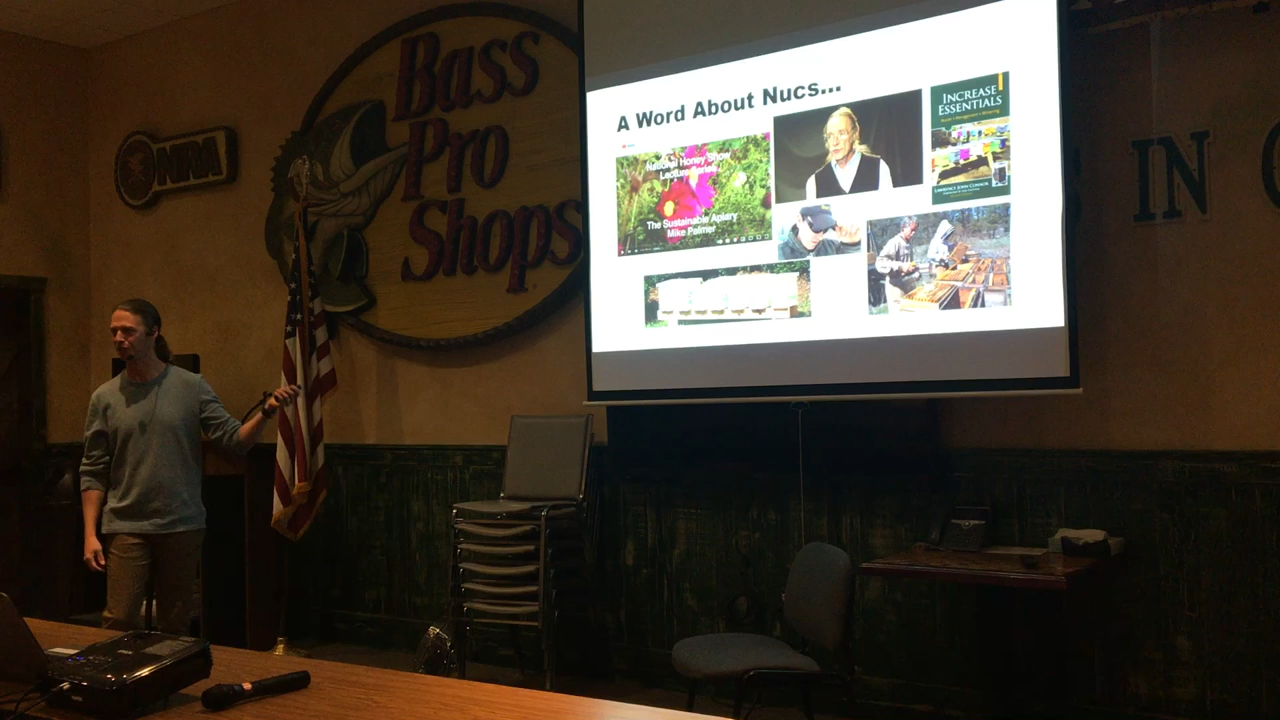 NRA
Bass
Pro
Shops
A Word About Nucs...
National Honey Show
Lecture Series
The Sustainable Apiary
Mike Palmer
INCREASE
ESSENTIALS
LAWRENCE JOHN CONNOR
IN